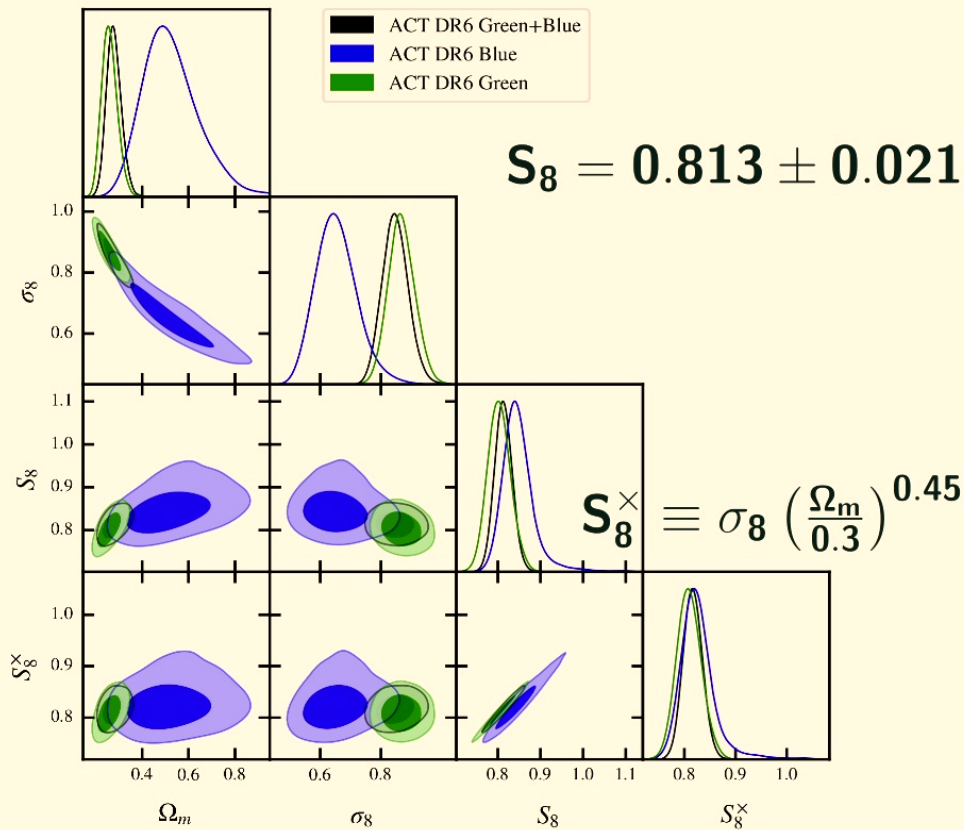 ACT DR6 Green+Blue
ACT DR6 Blue
ACT DR6 Green
S₈ = 0.813 ± 0.021
1.0
0.8
0.6
σ₈
1.1
1.0
0.9
0.8
S₈
S₈^× ≡ σ₈ (Ω_m/0.3)^0.45
1.0
0.9
0.8
S₈^×
0.4 0.6 0.8
0.6 0.8
0.8 0.9 1.0 1.1
0.8 0.9 1.0
Ω_m
σ₈
S₈
S₈^×